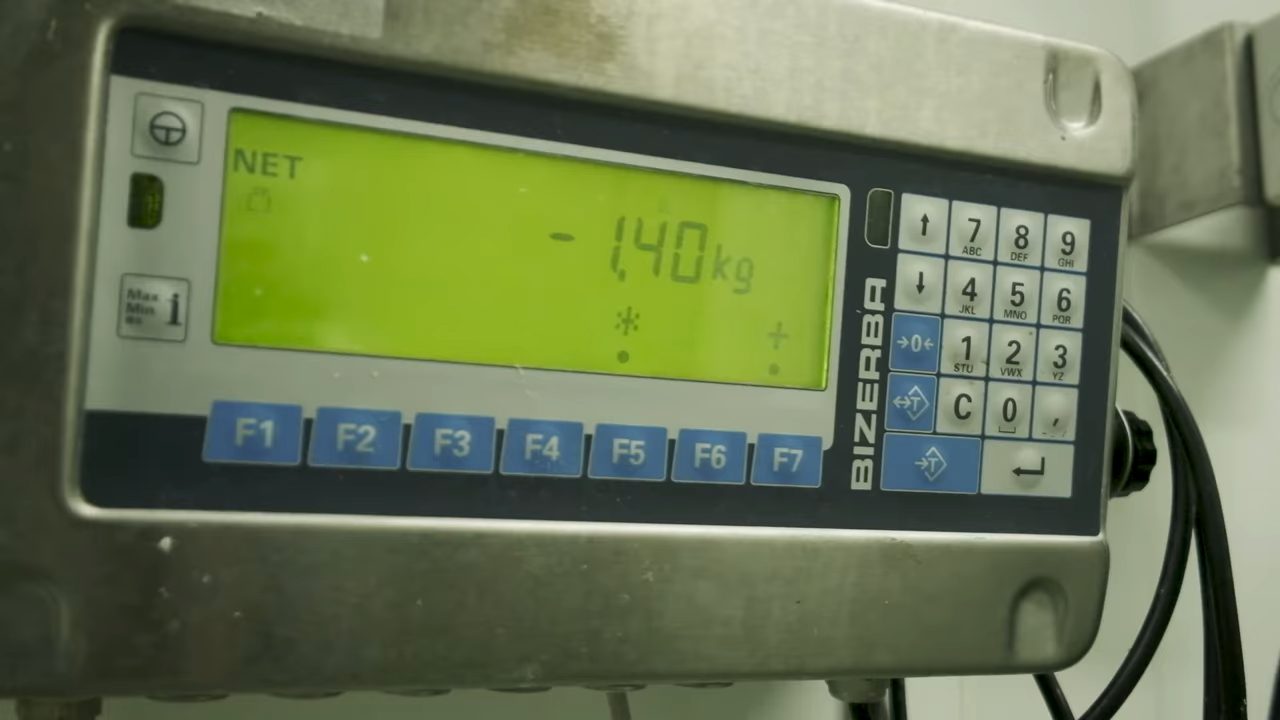 NET
-1,40 kg
* +
Max
Min
i
F1 F2 F3 F4 F5 F6 F7
BIZERBA
↑ 7 ABC 8 DEF 9 GHI
↓ 4 JKL 5 MNO 6 PQR
→0← 1 STU 2 VWX 3 YZ
↔T C 0 ,
→T ↵